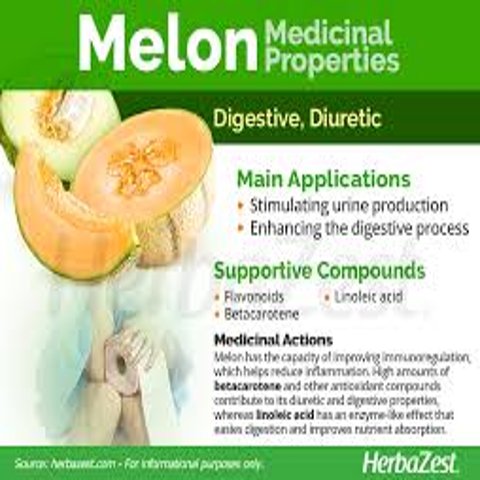 Melon Medicinal
Properties
Digestive, Diuretic
Main Applications
• Stimulating urine production
• Enhancing the digestive process
Supportive Compounds
• Flavonoids • Linoleic acid
• Betacarotene
Medicinal Actions
Melon has the capacity of improving immunoregulation,
which helps reduce inflammation. High amounts of
betacarotene and other antioxidant compounds
contribute to its diuretic and digestive properties,
whereas linoleic acid has an enzyme-like effect that
easies digestion and improves nutrient absorption.
Source: herbazest.com - For informational purposes only.
HerbaZest.
HerbaZest.